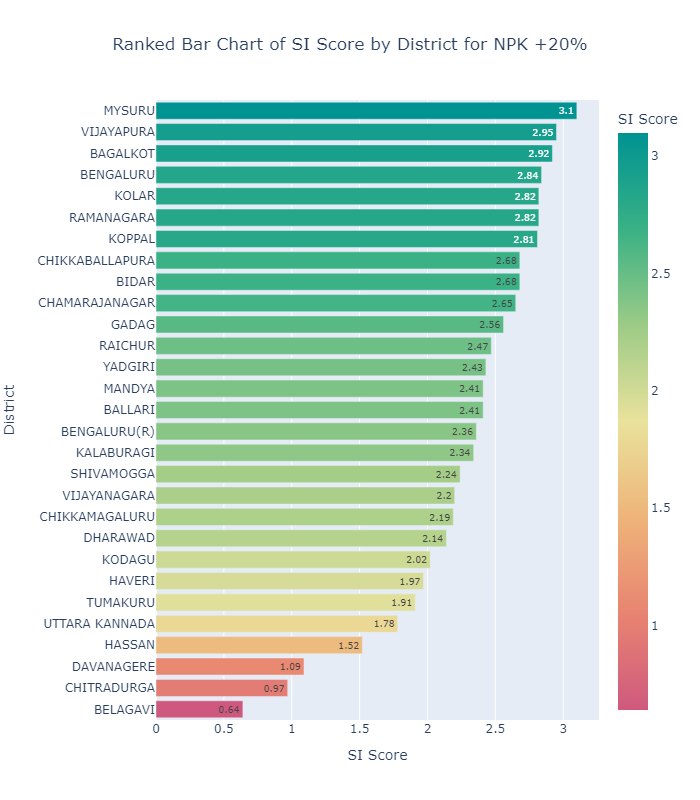 Ranked Bar Chart of SI Score by District for NPK +20%
District
MYSURU 3.1
VIJAYAPURA 2.95
BAGALKOT 2.92
BENGALURU 2.84
KOLAR 2.82
RAMANAGARA 2.82
KOPPAL 2.81
CHIKKABALLAPURA 2.68
BIDAR 2.68
CHAMARAJANAGAR 2.65
GADAG 2.56
RAICHUR 2.47
YADGIRI 2.43
MANDYA 2.41
BALLARI 2.41
BENGALURU(R) 2.36
KALABURAGI 2.34
SHIVAMOGGA 2.24
VIJAYANAGARA 2.2
CHIKKAMAGALURU 2.19
DHARAWAD 2.14
KODAGU 2.02
HAVERI 1.97
TUMAKURU 1.91
UTTARA KANNADA 1.78
HASSAN 1.52
DAVANAGERE 1.09
CHITRADURGA 0.97
BELAGAVI 0.64
0 0.5 1 1.5 2 2.5 3
SI Score
SI Score
3
2.5
2
1.5
1